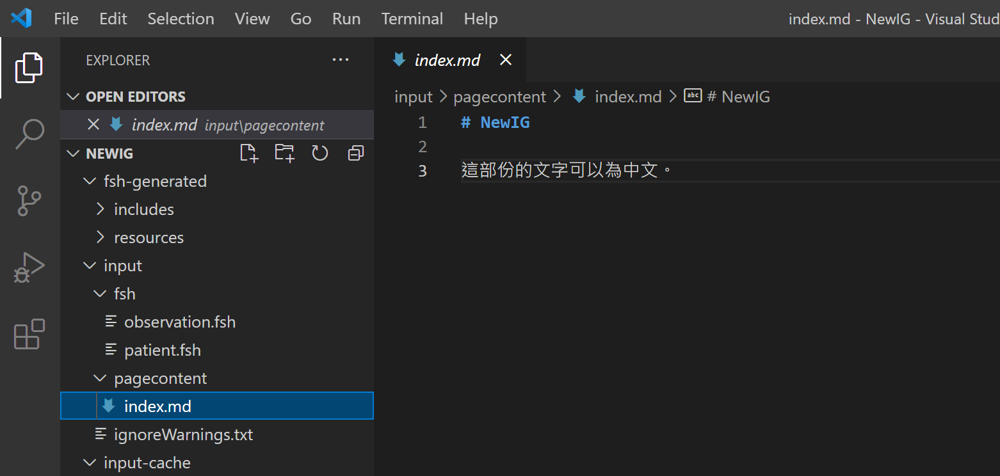 File Edit Selection View Go Run Terminal Help index.md - NewIG - Visual Stud
EXPLORER
OPEN EDITORS
index.md input\pagecontent
NEWIG
fsh-generated
includes
resources
input
fsh
observation.fsh
patient.fsh
pagecontent
index.md
ignoreWarnings.txt
input-cache
index.md
input > pagecontent > index.md > abc # NewIG
1 # NewIG
2
3 這部份的文字可以為中文。